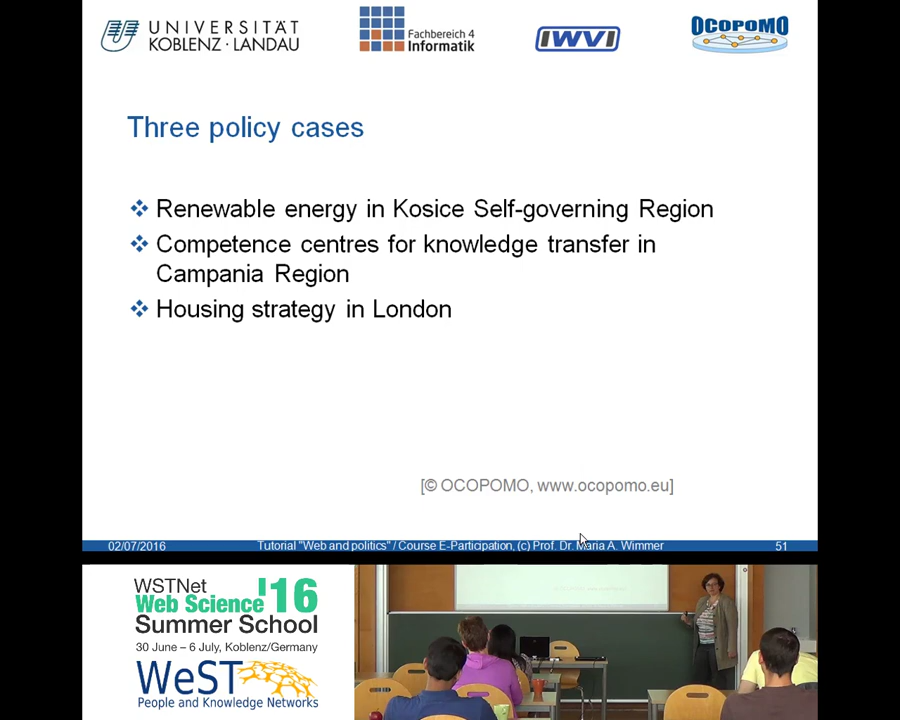 UNIVERSITÄT
KOBLENZ · LANDAU
Fachbereich 4
Informatik
IWVI
OCOPOMO
Three policy cases
Renewable energy in Kosice Self-governing Region
Competence centres for knowledge transfer in
Campania Region
Housing strategy in London
[© OCOPOMO, www.ocopomo.eu]
02/07/2016
Tutorial "Web and politics" / Course E-Participation, (c) Prof. Dr. Maria A. Wimmer
51
WSTNet
Web Science '16
Summer School
30 June – 6 July, Koblenz/Germany
WeST
People and Knowledge Networks